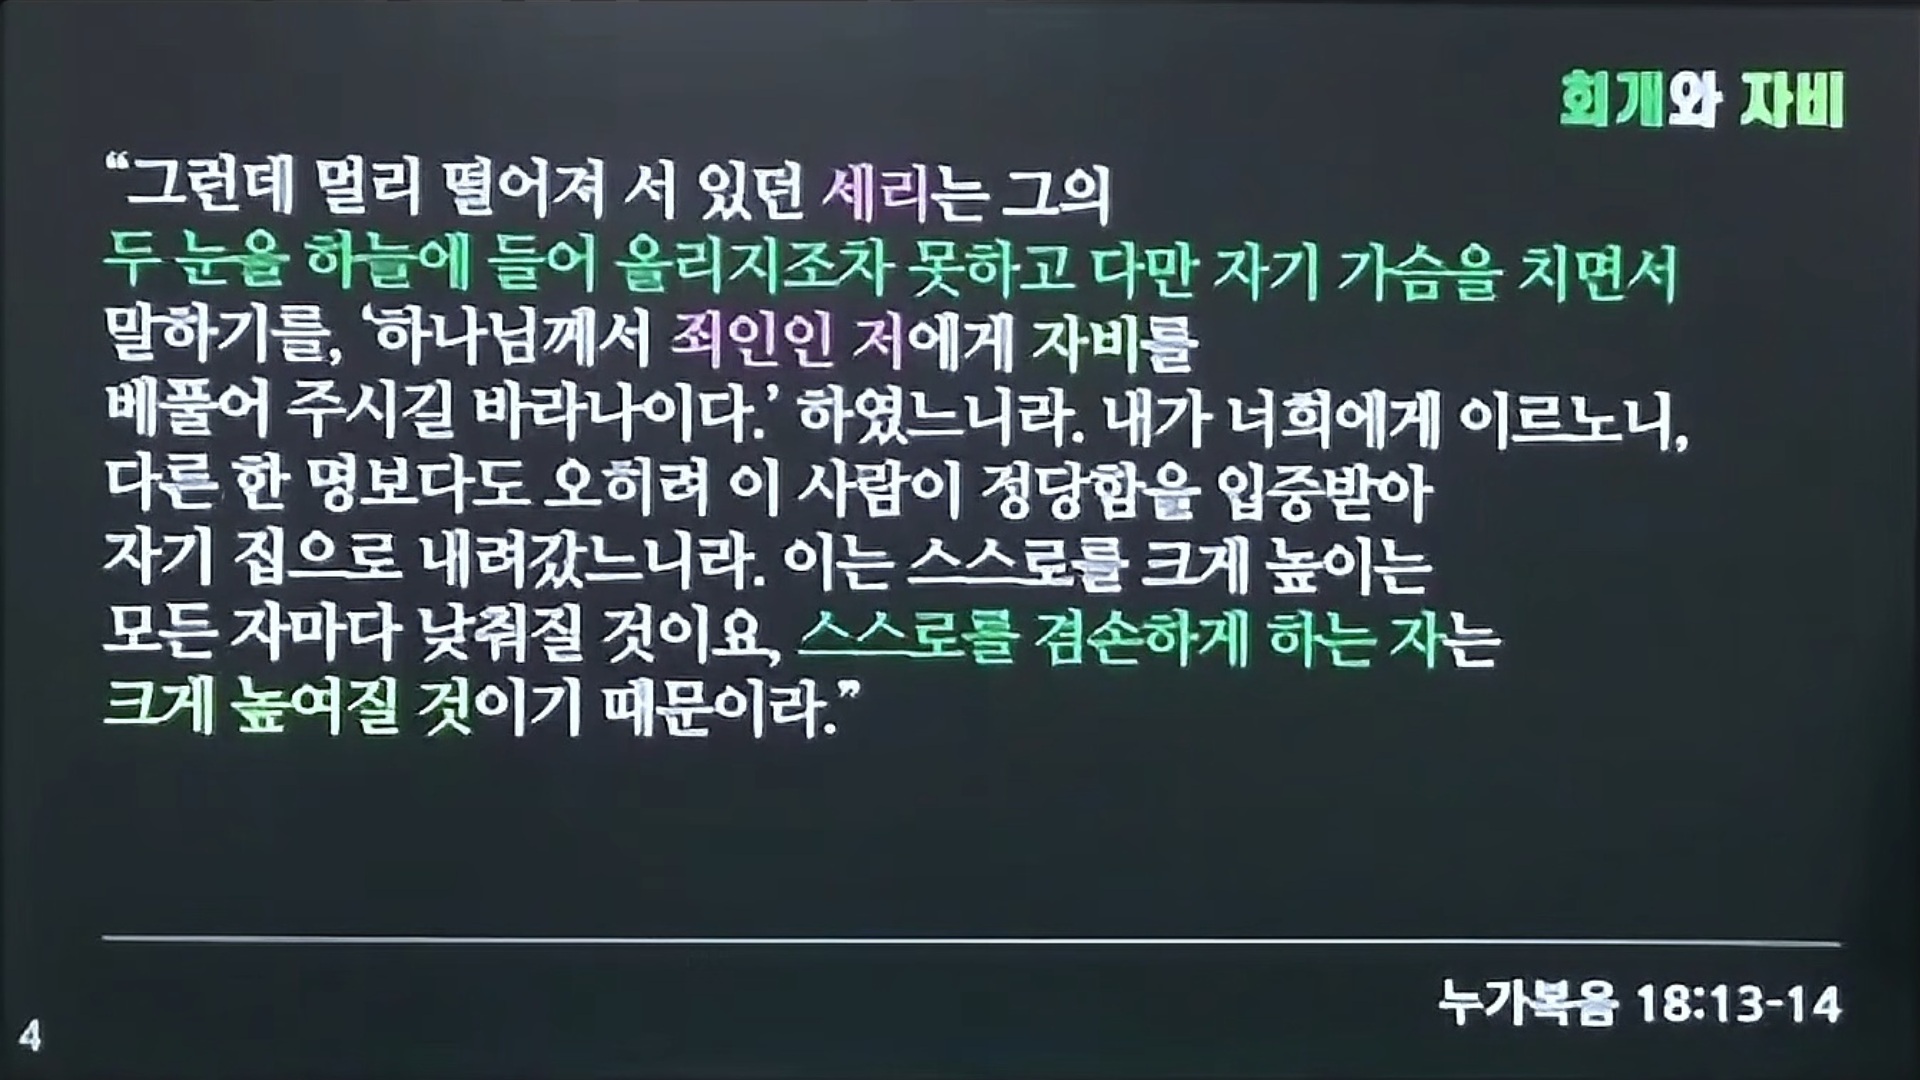 회개와 자비
“그런데 멀리 떨어져 서 있던 세리는 그의
두 눈을 하늘에 들어 올리지조차 못하고 다만 자기 가슴을 치면서
말하기를, ‘하나님께서 죄인인 저에게 자비를
베풀어 주시길 바라나이다.’ 하였느니라. 내가 너희에게 이르노니,
다른 한 명보다도 오히려 이 사람이 정당함을 입증받아
자기 집으로 내려갔느니라. 이는 스스로를 크게 높이는
모든 자마다 낮춰질 것이요, 스스로를 겸손하게 하는 자는
크게 높여질 것이기 때문이라.”
누가복음 18:13-14
4